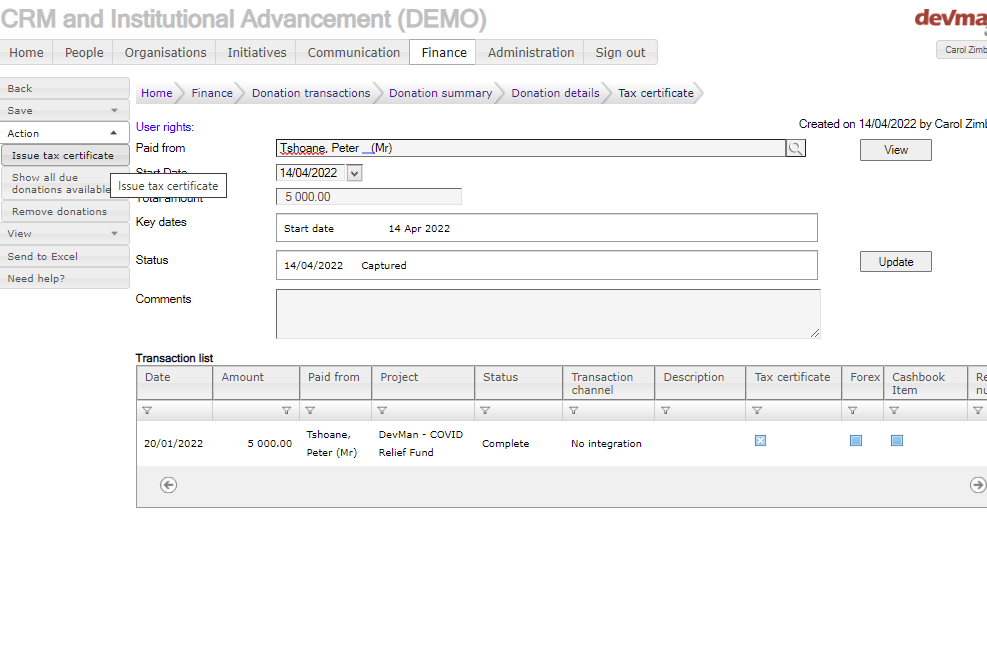 CRM and Institutional Advancement (DEMO)
Home People Organisations Initiatives Communication Finance Administration Sign out
Carol Zimb
Back
Save
Action
Issue tax certificate
Show all due
donations available
Issue tax certificate
Remove donations
View
Send to Excel
Need help?
Home Finance Donation transactions Donation summary Donation details Tax certificate
User rights:
Created on 14/04/2022 by Carol Zimb
Paid from Tshoane, Peter __(Mr) View
Start Date 14/04/2022
Total amount 5 000.00
Key dates Start date 14 Apr 2022
Status 14/04/2022 Captured Update
Comments
Transaction list
Date Amount Paid from Project Status Transaction
channel Description Tax certificate Forex Cashbook
Item
20/01/2022 5 000.00 Tshoane,
Peter (Mr) DevMan - COVID
Relief Fund Complete No integration